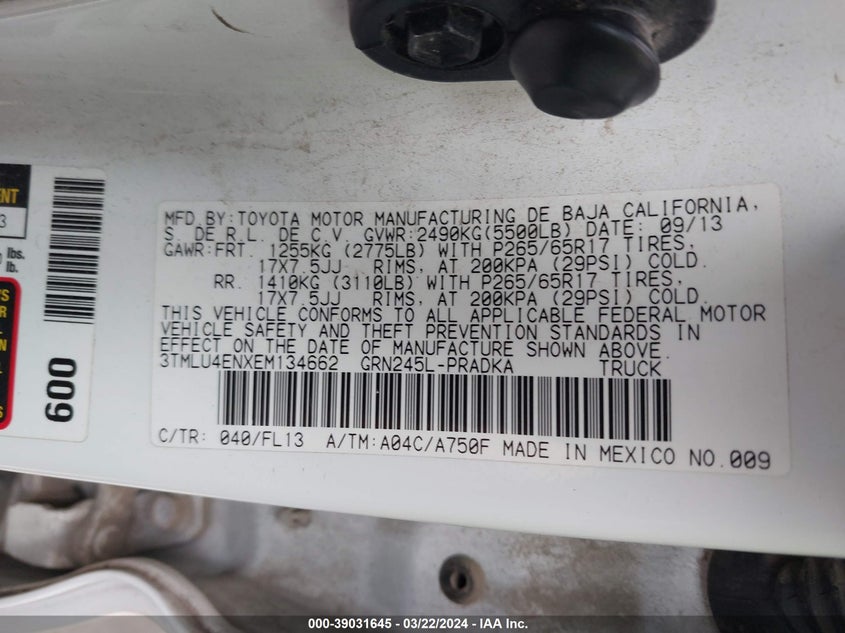 ENT
3
lbs.
lb.
'S
R
L
N
L
S
600
MFD BY:TOYOTA MOTOR MANUFACTURING DE BAJA CALIFORNIA,
S DE R.L. DE C V. GVWR:2490KG(5500LB) DATE: 09/13
GAWR:FRT. 1255KG (2775LB) WITH P265/65R17 TIRES,
17X7.5JJ RIMS, AT 200KPA (29PSI) COLD.
RR. 1410KG (3110LB) WITH P265/65R17 TIRES,
17X7.5JJ RIMS, AT 200KPA (29PSI) COLD.
THIS VEHICLE CONFORMS TO ALL APPLICABLE FEDERAL MOTOR
VEHICLE SAFETY AND THEFT PREVENTION STANDARDS IN
EFFECT ON THE DATE OF MANUFACTURE SHOWN ABOVE.
3TMLU4ENXEM134662 GRN245L-PRADKA TRUCK
C/TR: 040/FL13 A/TM:A04C/A750F MADE IN MEXICO NO.009
000-39031645 - 03/22/2024 - IAA Inc.